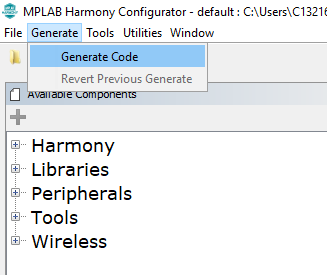 MPLAB Harmony Configurator - default : C:\Users\C13216
File Generate Tools Utilities Window
Generate Code
Revert Previous Generate
Available Components
Harmony
Libraries
Peripherals
Tools
Wireless